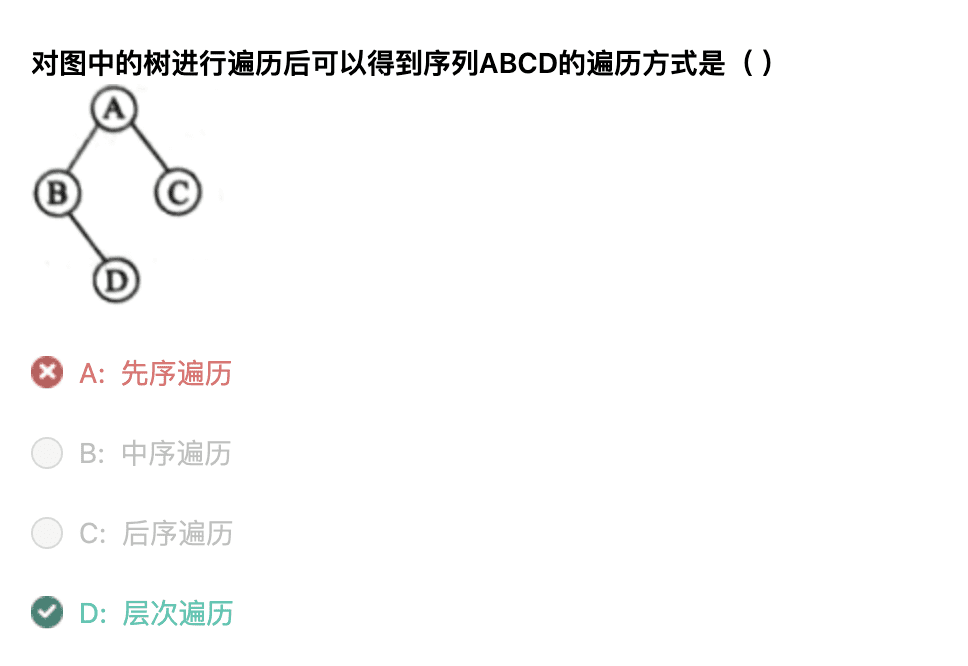 对图中的树进行遍历后可以得到序列ABCD的遍历方式是（ ）
A
B
C
D
A: 先序遍历
B: 中序遍历
C: 后序遍历
D: 层次遍历